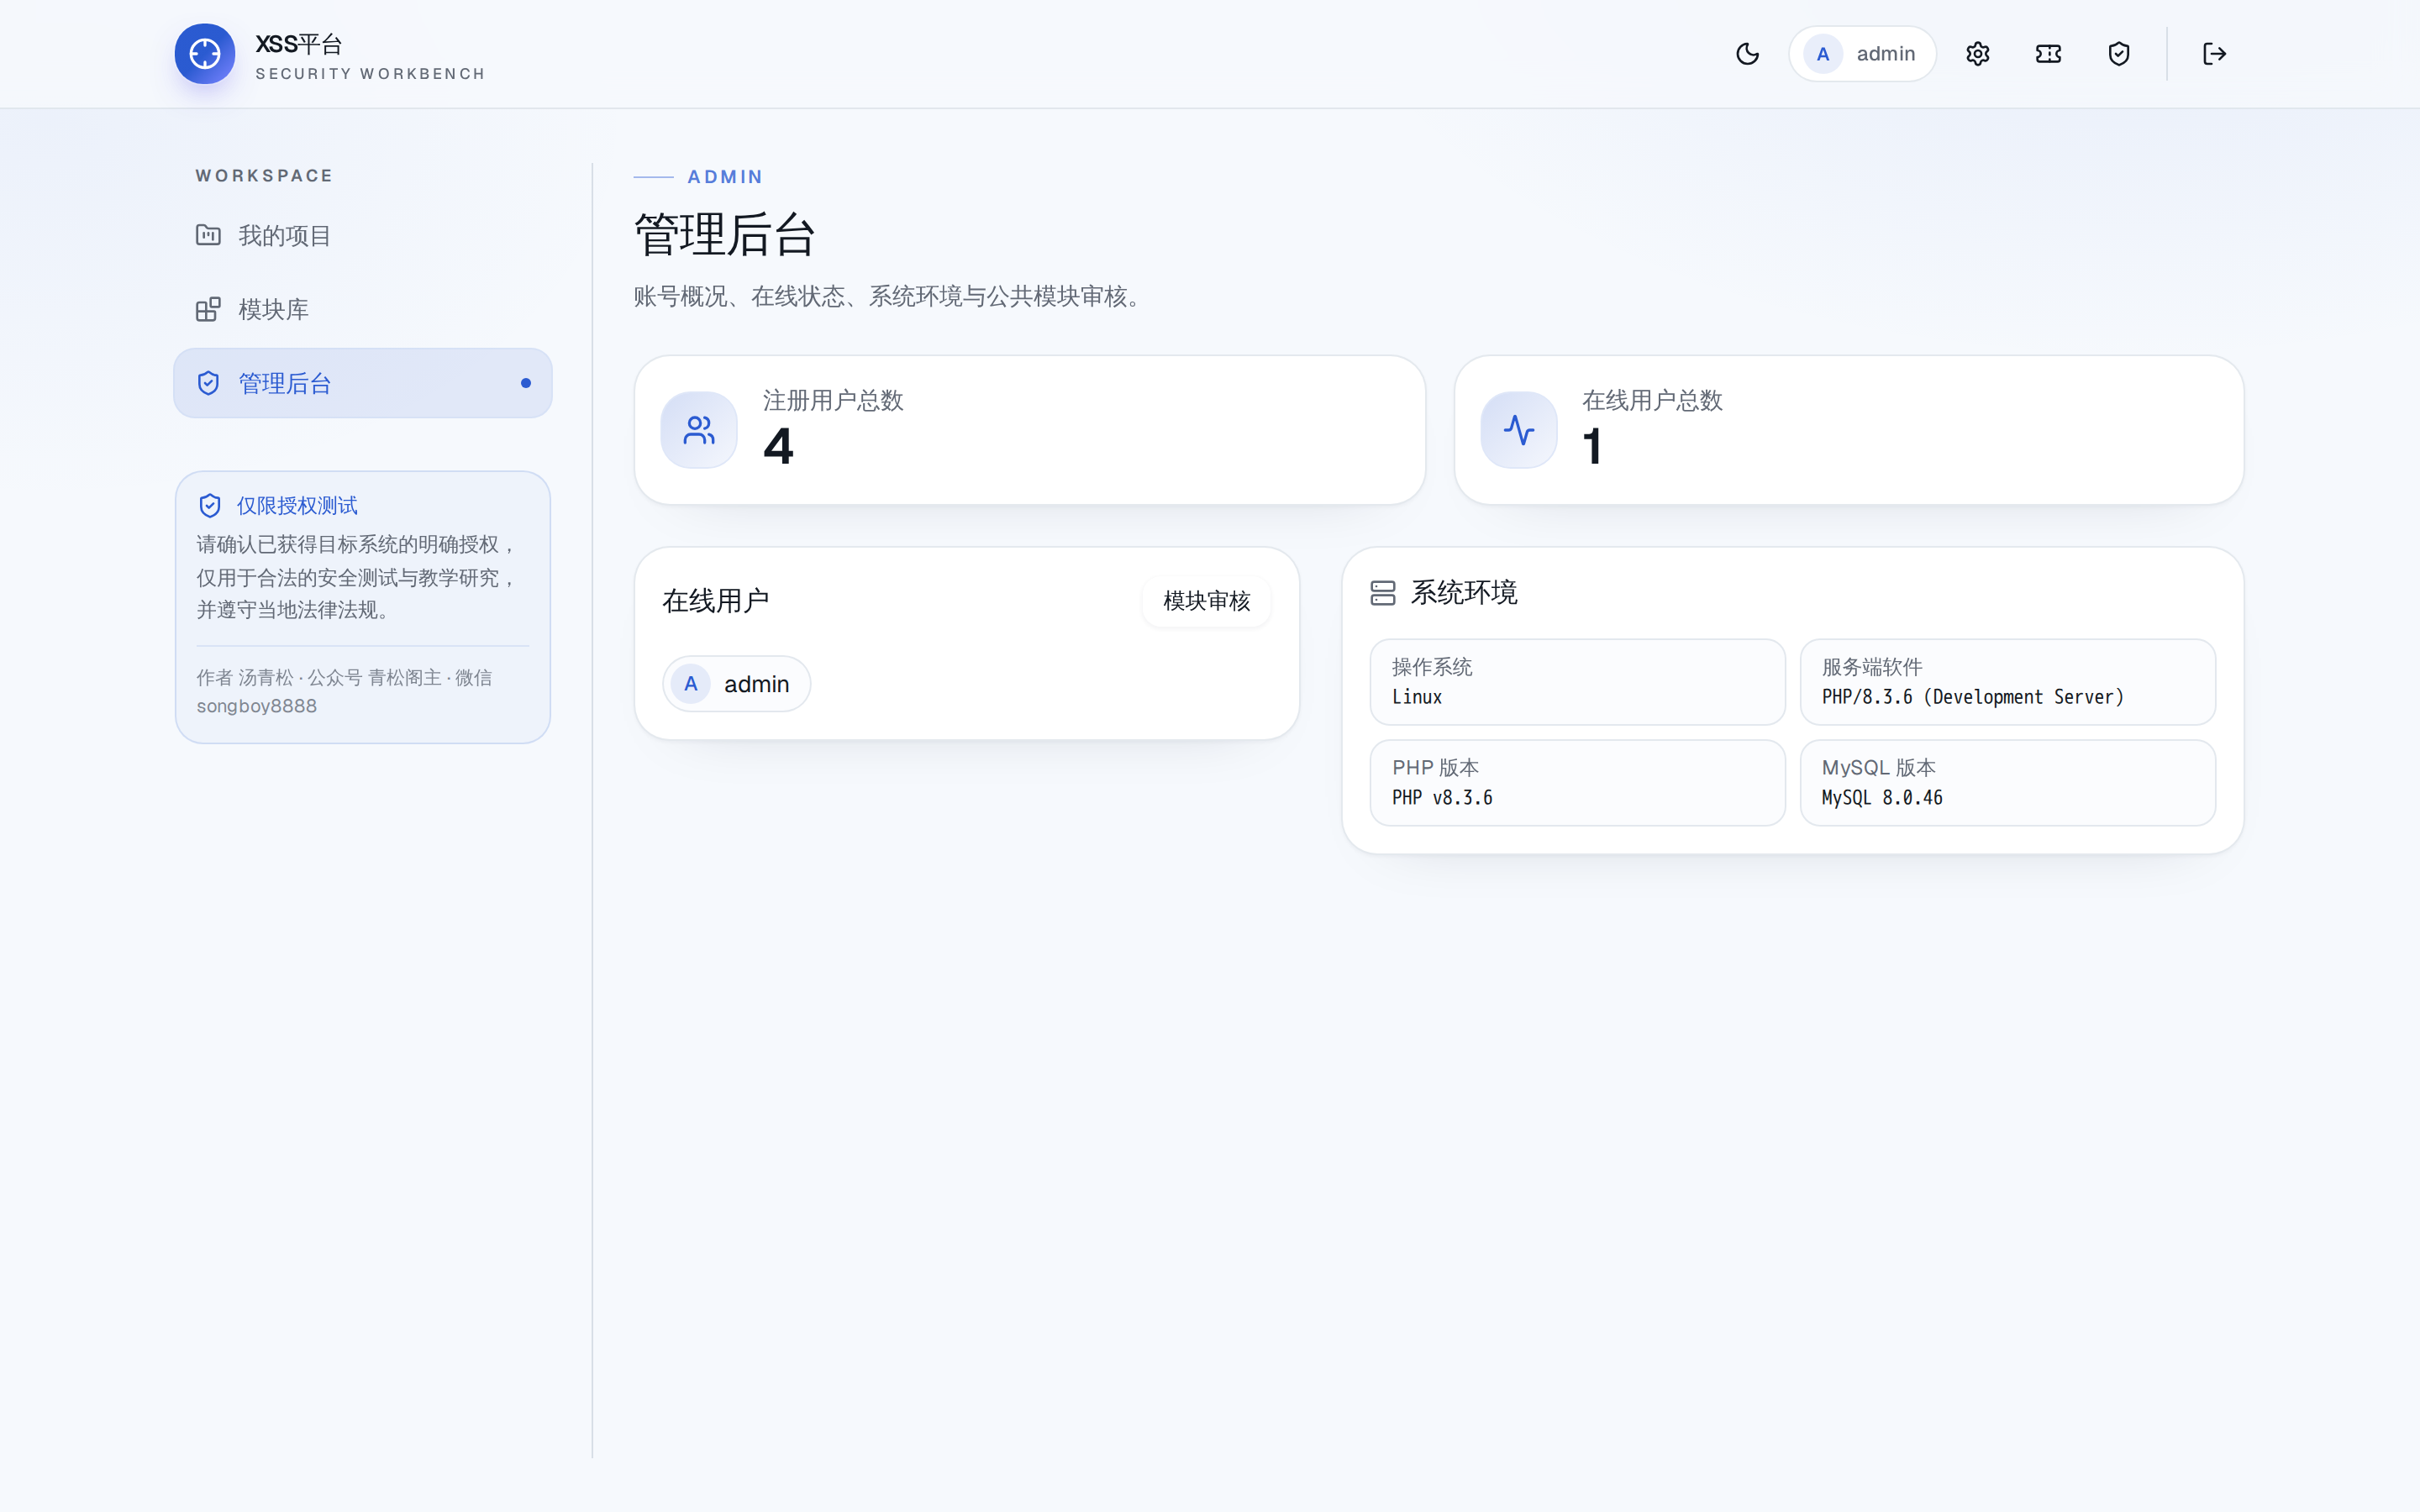 XSS平台
SECURITY WORKBENCH
A admin
WORKSPACE
我的项目
模块库
管理后台
仅限授权测试
请确认已获得目标系统的明确授权，
仅用于合法的安全测试与教学研究，
并遵守当地法律法规。
作者 汤青松 · 公众号 青松阁主 · 微信
songboy8888
ADMIN
管理后台
账号概况、在线状态、系统环境与公共模块审核。
注册用户总数
4
在线用户总数
1
在线用户
模块审核
A admin
系统环境
操作系统
Linux
服务端软件
PHP/8.3.6 (Development Server)
PHP 版本
PHP v8.3.6
MySQL 版本
MySQL 8.0.46